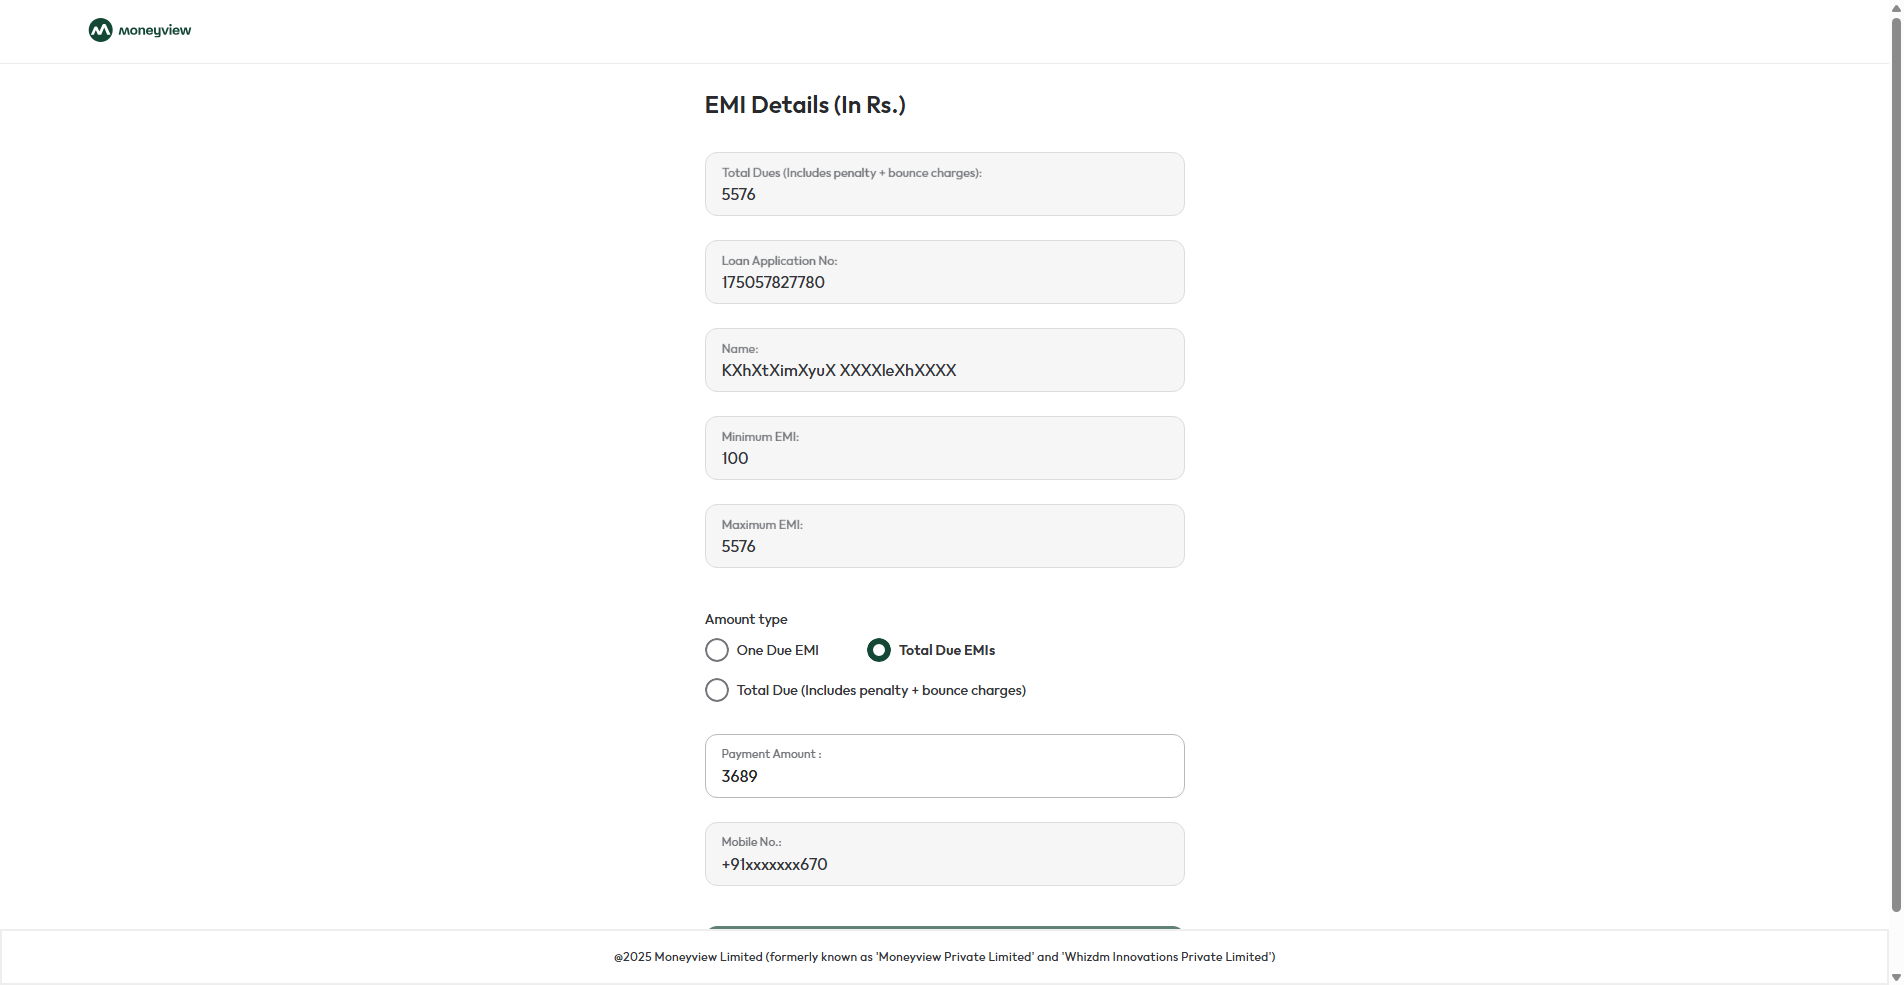 moneyview
EMI Details (In Rs.)
Total Dues (Includes penalty + bounce charges):
5576
Loan Application No:
175057827780
Name:
KXhXtXimXyuX XXXXleXhXXXX
Minimum EMI:
100
Maximum EMI:
5576
Amount type
One Due EMI
Total Due EMIs
Total Due (Includes penalty + bounce charges)
Payment Amount :
3689
Mobile No.:
+91xxxxxxx670
@2025 Moneyview Limited (formerly known as 'Moneyview Private Limited' and 'Whizdm Innovations Private Limited')